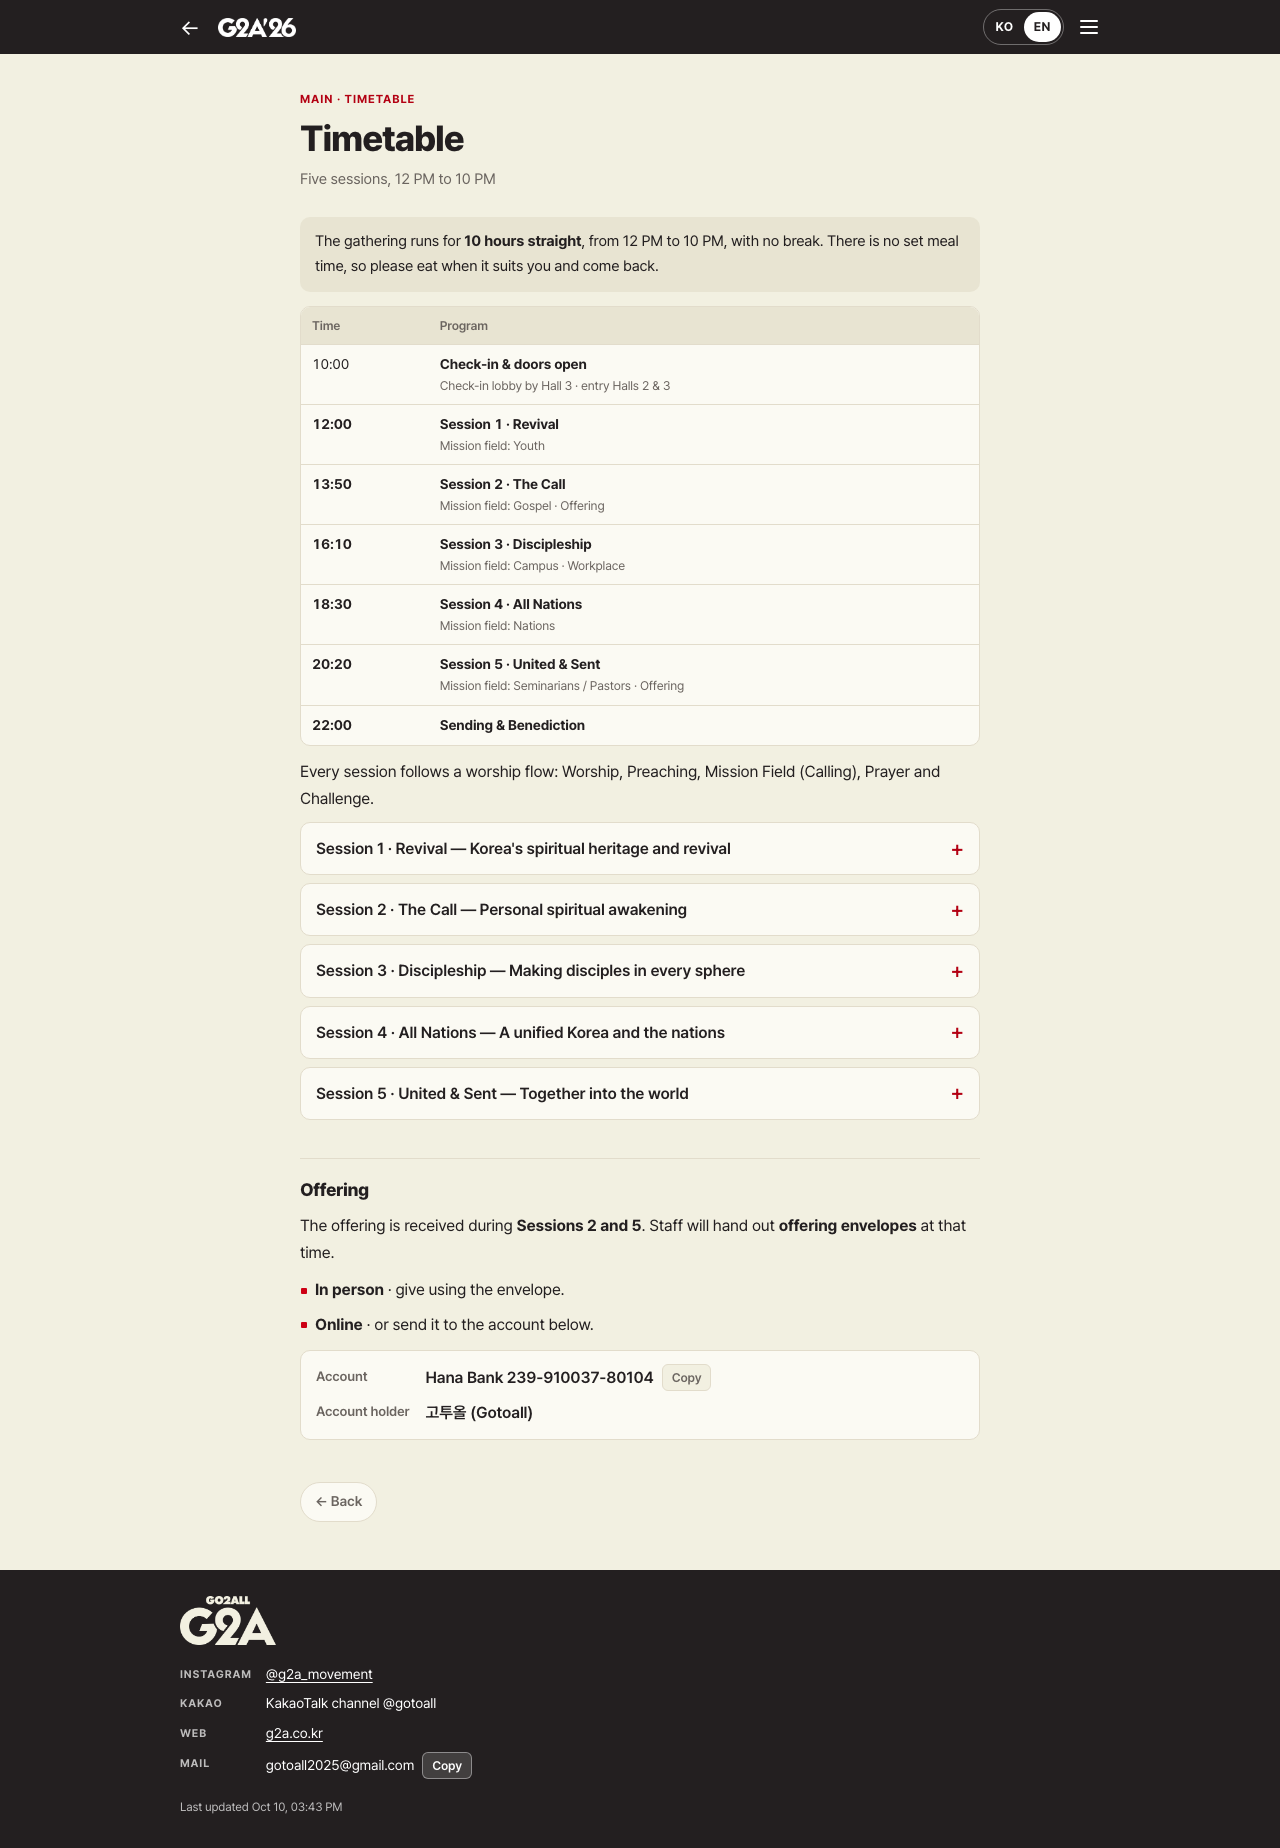 ←
G2A'26
KO EN
MAIN · TIMETABLE
Timetable
Five sessions, 12 PM to 10 PM
The gathering runs for 10 hours straight, from 12 PM to 10 PM, with no break. There is no set meal
time, so please eat when it suits you and come back.
Time Program
10:00 Check-in & doors open
Check-in lobby by Hall 3 · entry Halls 2 & 3
12:00 Session 1 · Revival
Mission field: Youth
13:50 Session 2 · The Call
Mission field: Gospel · Offering
16:10 Session 3 · Discipleship
Mission field: Campus · Workplace
18:30 Session 4 · All Nations
Mission field: Nations
20:20 Session 5 · United & Sent
Mission field: Seminarians / Pastors · Offering
22:00 Sending & Benediction
Every session follows a worship flow: Worship, Preaching, Mission Field (Calling), Prayer and
Challenge.
Session 1 · Revival — Korea's spiritual heritage and revival +
Session 2 · The Call — Personal spiritual awakening +
Session 3 · Discipleship — Making disciples in every sphere +
Session 4 · All Nations — A unified Korea and the nations +
Session 5 · United & Sent — Together into the world +
Offering
The offering is received during Sessions 2 and 5. Staff will hand out offering envelopes at that
time.
In person · give using the envelope.
Online · or send it to the account below.
Account Hana Bank 239-910037-80104 Copy
Account holder 고투올 (Gotoall)
← Back
GO2ALL
G2A
INSTAGRAM @g2a_movement
KAKAO KakaoTalk channel @gotoall
WEB g2a.co.kr
MAIL gotoall2025@gmail.com Copy
Last updated Oct 10, 03:43 PM